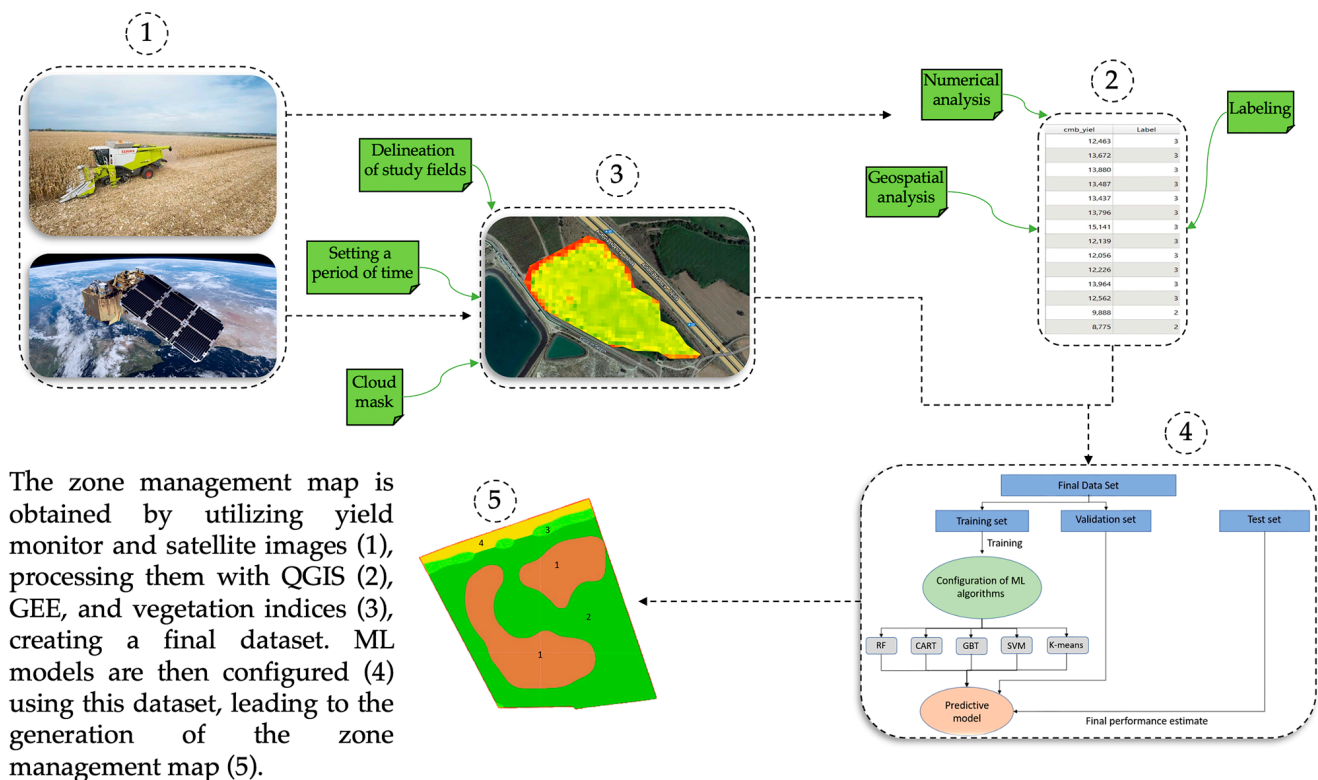 1
Delineation
of study fields
Setting a
period of time
Cloud
mask
3
Numerical
analysis
Geospatial
analysis
2
Labeling
cmb_yiel Label
12,463 3
13,672 3
13,880 3
13,487 3
13,437 3
13,796 3
15,141 3
12,139 3
12,056 3
12,226 3
13,964 3
12,562 3
9,888 2
8,775 2
4
Final Data Set
Training set Validation set Test set
Training
Configuration of ML
algorithms
RF CART GBT SVM K-means
Predictive
model
Final performance estimate
5
3
4
1
2
1
The zone management map is
obtained by utilizing yield
monitor and satellite images (1),
processing them with QGIS (2),
GEE, and vegetation indices (3),
creating a final dataset. ML
models are then configured (4)
using this dataset, leading to the
generation of the zone
management map (5).